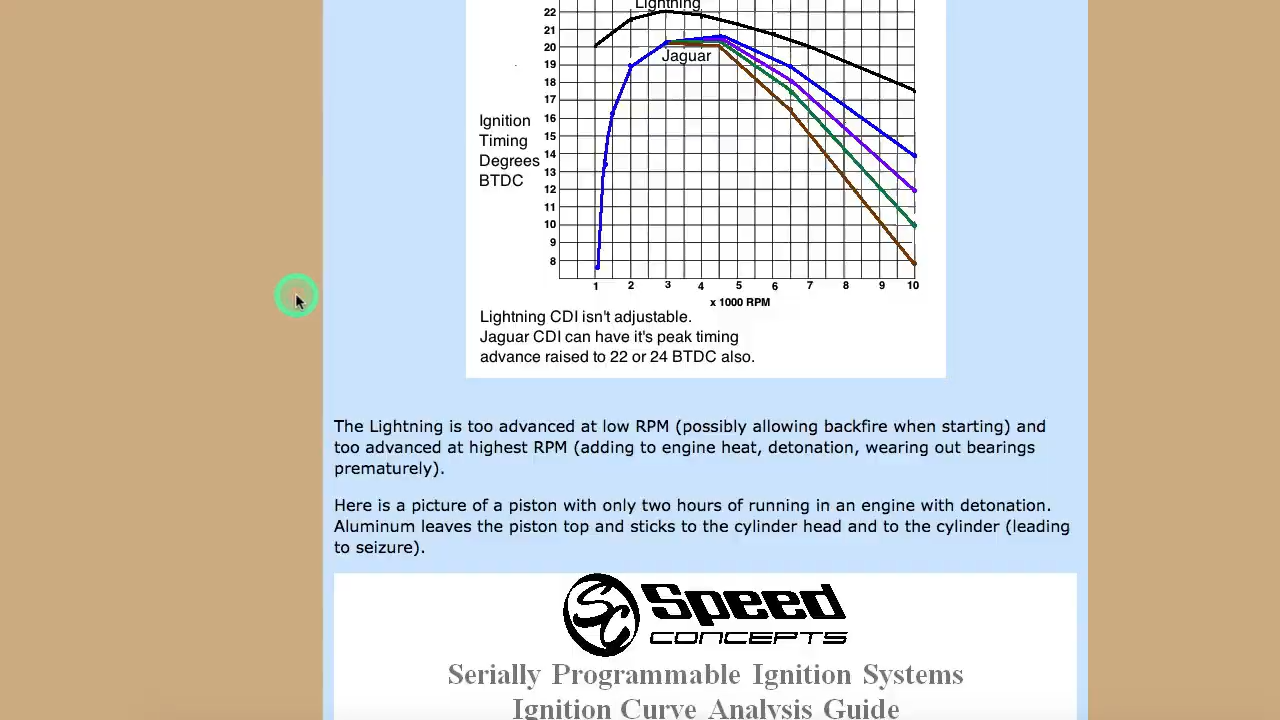 Lightning
22
21
20
19
18
17
16
15
14
13
12
11
10
9
8
Jaguar
Ignition
Timing
Degrees
BTDC
1 2 3 4 5 6 7 8 9 10
x 1000 RPM
Lightning CDI isn't adjustable.
Jaguar CDI can have it's peak timing
advance raised to 22 or 24 BTDC also.
The Lightning is too advanced at low RPM (possibly allowing backfire when starting) and
too advanced at highest RPM (adding to engine heat, detonation, wearing out bearings
prematurely).
Here is a picture of a piston with only two hours of running in an engine with detonation.
Aluminum leaves the piston top and sticks to the cylinder head and to the cylinder (leading
to seizure).
SC Speed
CONCEPTS
Serially Programmable Ignition Systems
Ignition Curve Analysis Guide